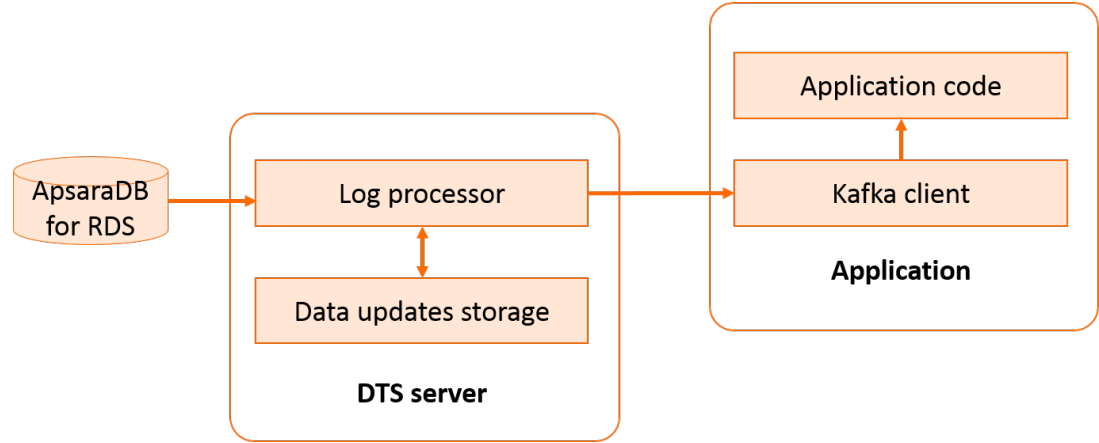 ApsaraDB
for RDS
Log processor
Data updates storage
DTS server
Application code
Kafka client
Application